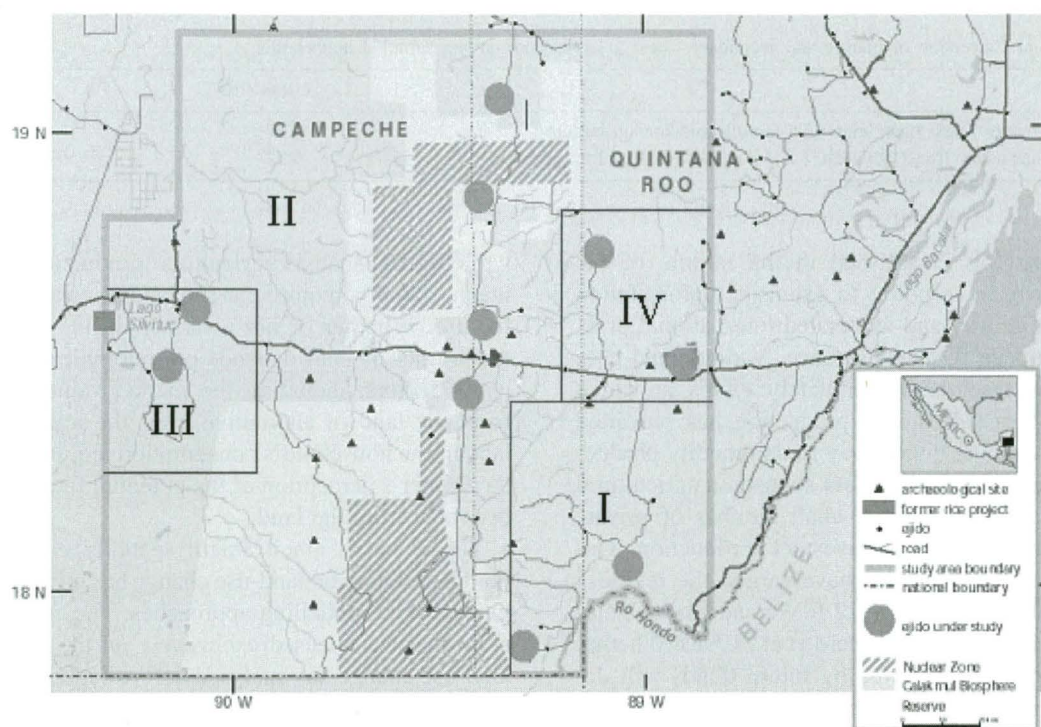 19 N
CAMPECHE
QUINTANA
ROO
II
IV
Lago Bacalar
Lago
Silvituc
III
I
18 N
Rio Hondo
BELIZE
90 W
89 W
MEXICO
archeological site
former rice project
ejido
road
study area boundary
national boundary
ejido under study
Nuclear Zone
Calakmul Biosphere
Reserve